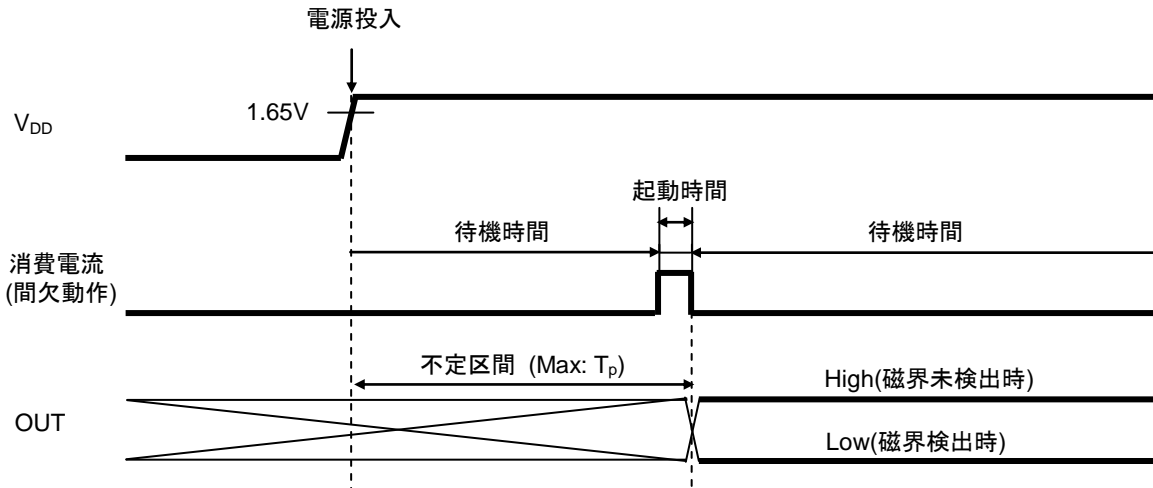 電源投入
1.65V
VDD
起動時間
待機時間
待機時間
消費電流
(間欠動作)
不定区間 (Max: Tp)
High(磁界未検出時)
OUT
Low(磁界検出時)